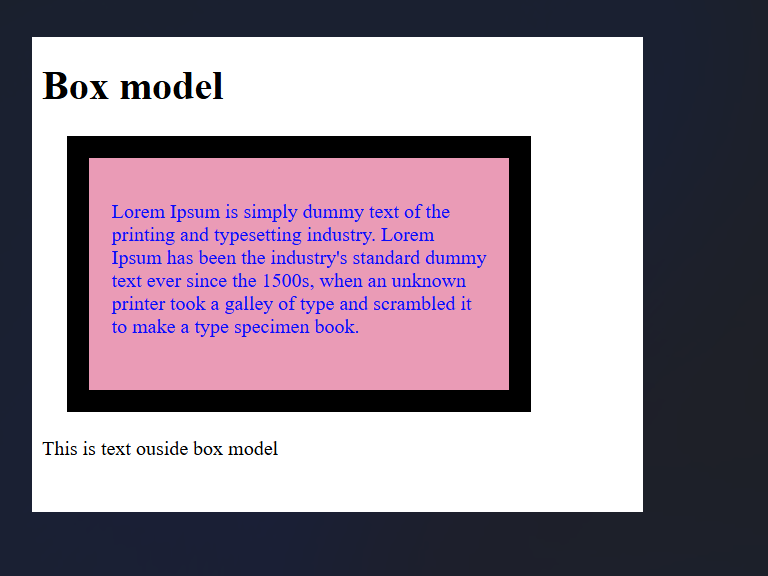 Box model
Lorem Ipsum is simply dummy text of the
printing and typesetting industry. Lorem
Ipsum has been the industry's standard dummy
text ever since the 1500s, when an unknown
printer took a galley of type and scrambled it
to make a type specimen book.
This is text ouside box model